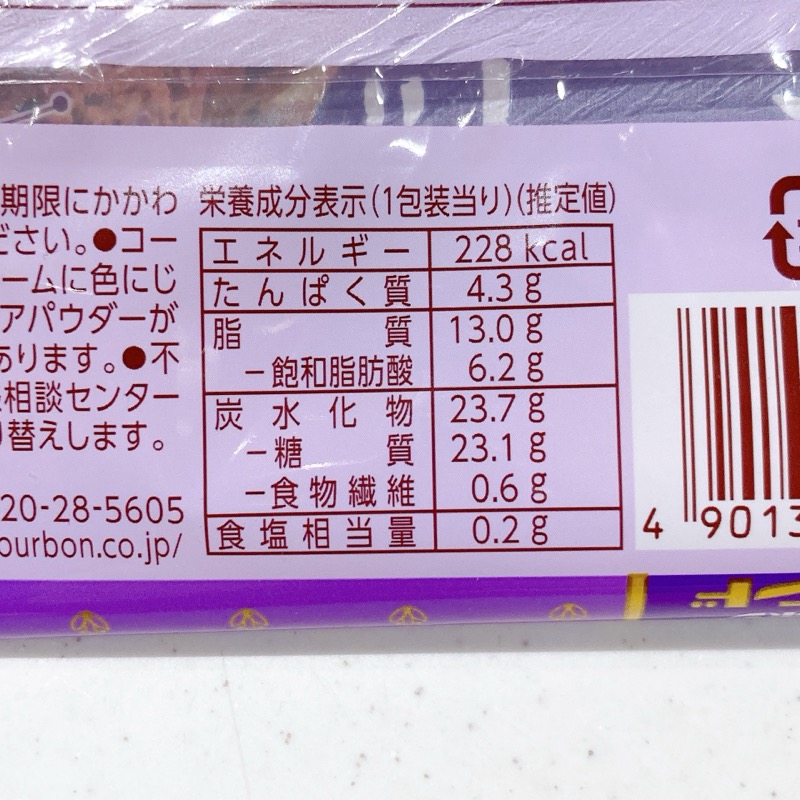 期限にかかわ
ださい。●コー
ームに色にじ
アパウダーが
あります。●不
相談センター
り替えします。
20-28-5605
ourbon.co.jp/
栄養成分表示(1包装当り)(推定値)
エネルギー 228 kcal
たんぱく質 4.3 g
脂質 13.0 g
－飽和脂肪酸 6.2 g
炭水化物 23.7 g
－糖質 23.1 g
－食物繊維 0.6 g
食塩相当量 0.2 g
4 9013